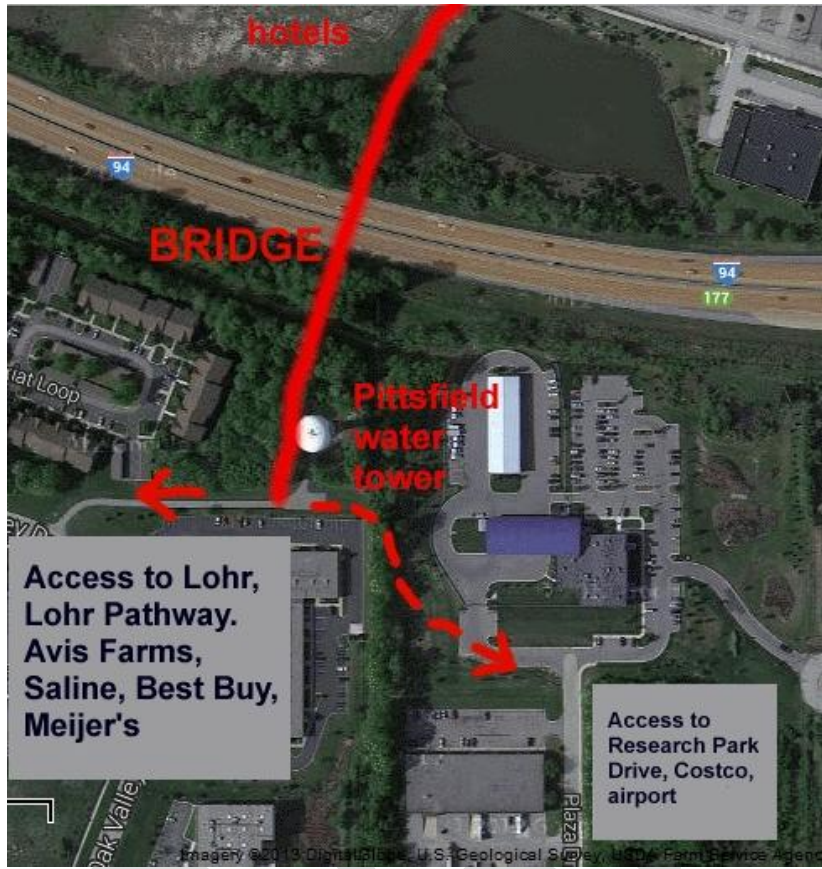 hotels
94
BRIDGE
94
177
Loop
Pittsfield
water
tower
Access to Lohr,
Lohr Pathway.
Avis Farms,
Saline, Best Buy,
Meijer's
Access to
Research Park
Drive, Costco,
airport
Oak Valley
Plaza
Imagery ©2013 DigitalGlobe, U.S. Geological Survey, USDA Farm Service Agenc